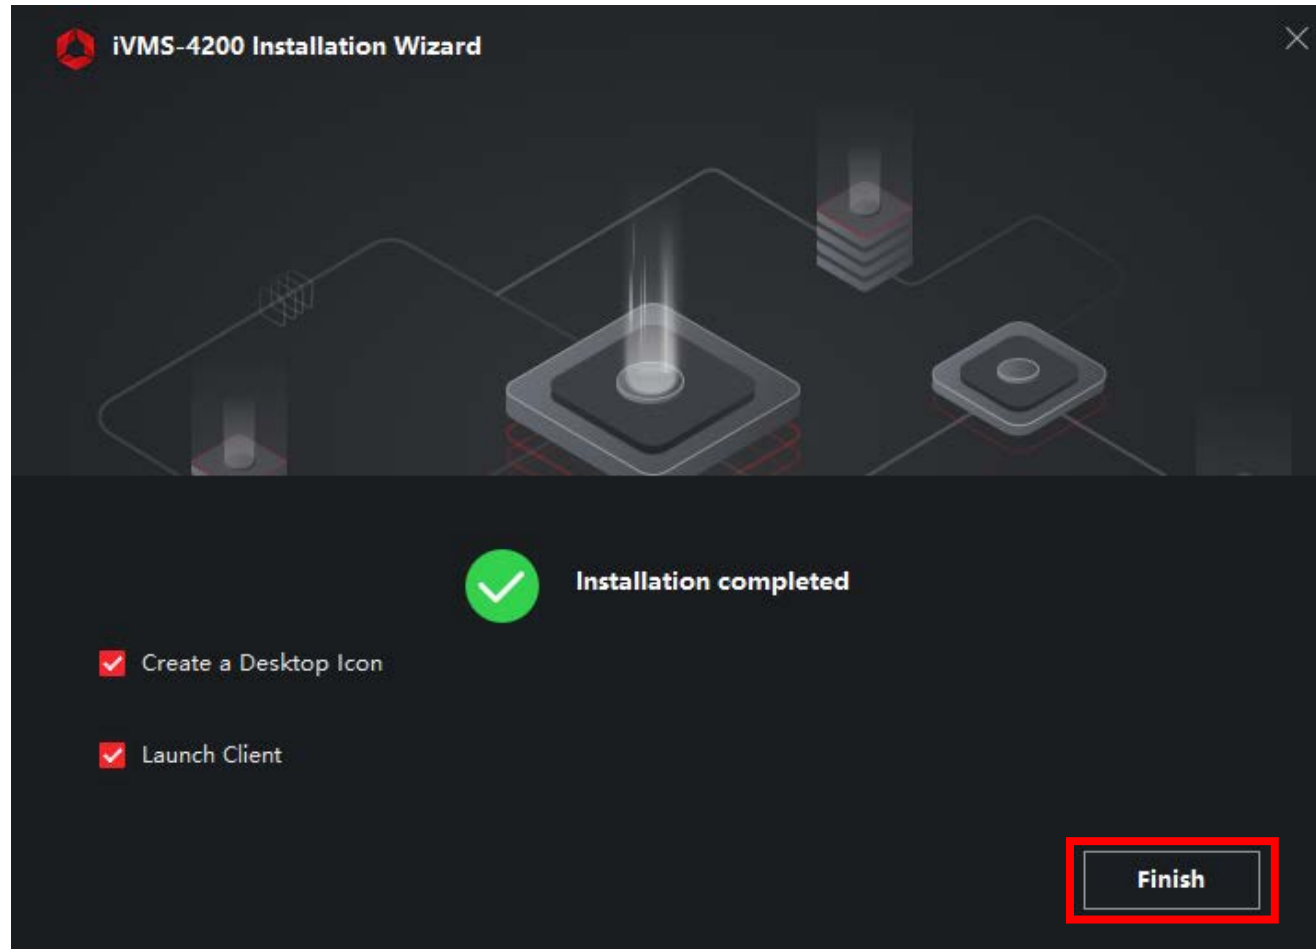 iVMS-4200 Installation Wizard
Installation completed
Create a Desktop Icon
Launch Client
Finish